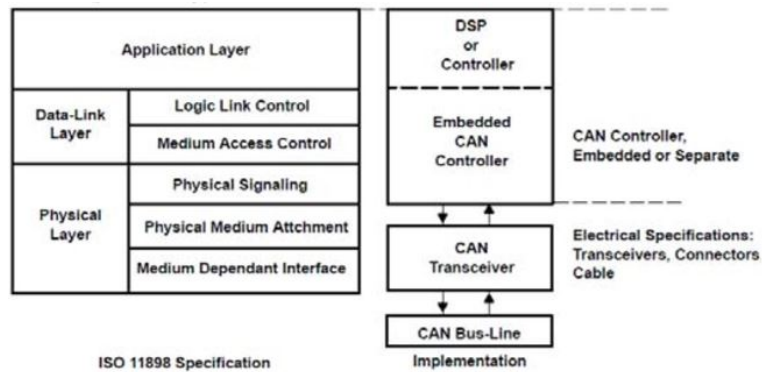 Application Layer
Data-Link
Layer
Logic Link Control
Medium Access Control
Physical
Layer
Physical Signaling
Physical Medium Attchment
Medium Dependant Interface
ISO 11898 Specification
DSP
or
Controller
Embedded
CAN
Controller
CAN
Transceiver
CAN Bus-Line
Implementation
CAN Controller,
Embedded or Separate
Electrical Specifications:
Transceivers, Connectors
Cable